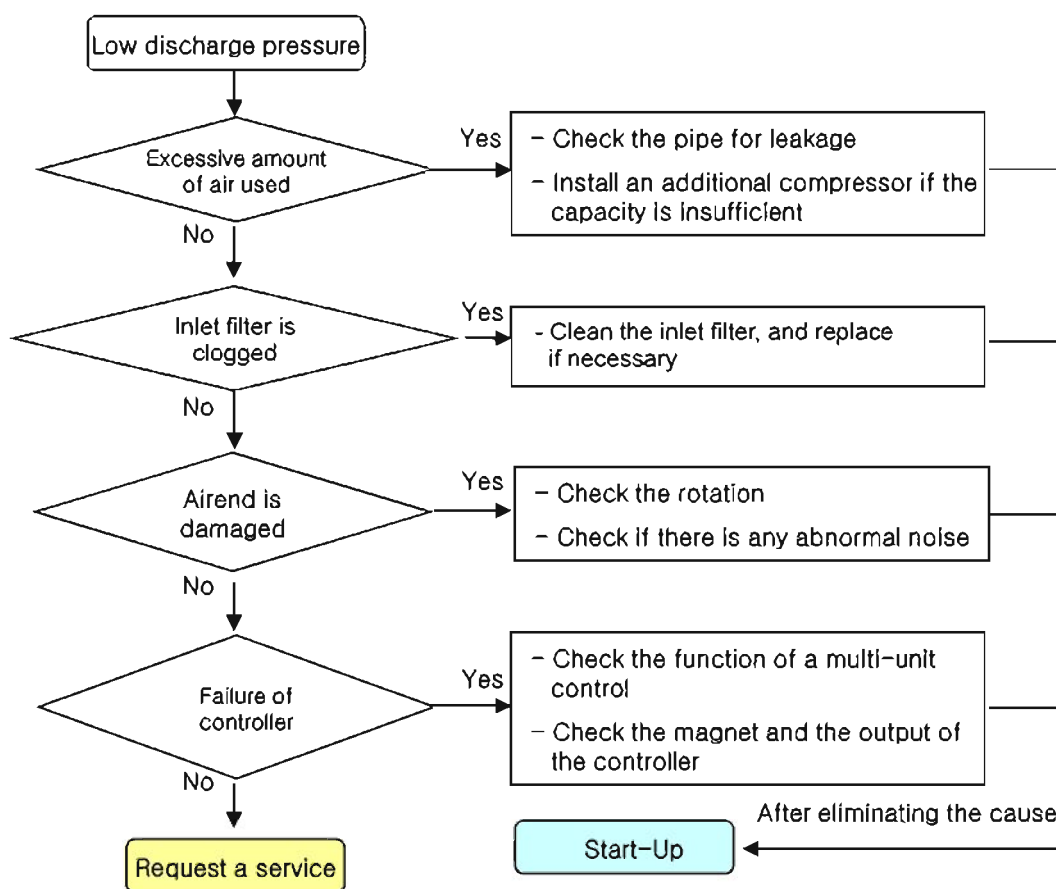 Low discharge pressure
Excessive amount
of air used
Yes
- Check the pipe for leakage
- Install an additional compressor if the
capacity is insufficient
No
Inlet filter is
clogged
Yes
- Clean the inlet filter, and replace
if necessary
No
Airend is
damaged
Yes
- Check the rotation
- Check if there is any abnormal noise
No
Failure of
controller
Yes
- Check the function of a multi-unit
control
- Check the magnet and the output of
the controller
No
Request a service
After eliminating the cause
Start-Up